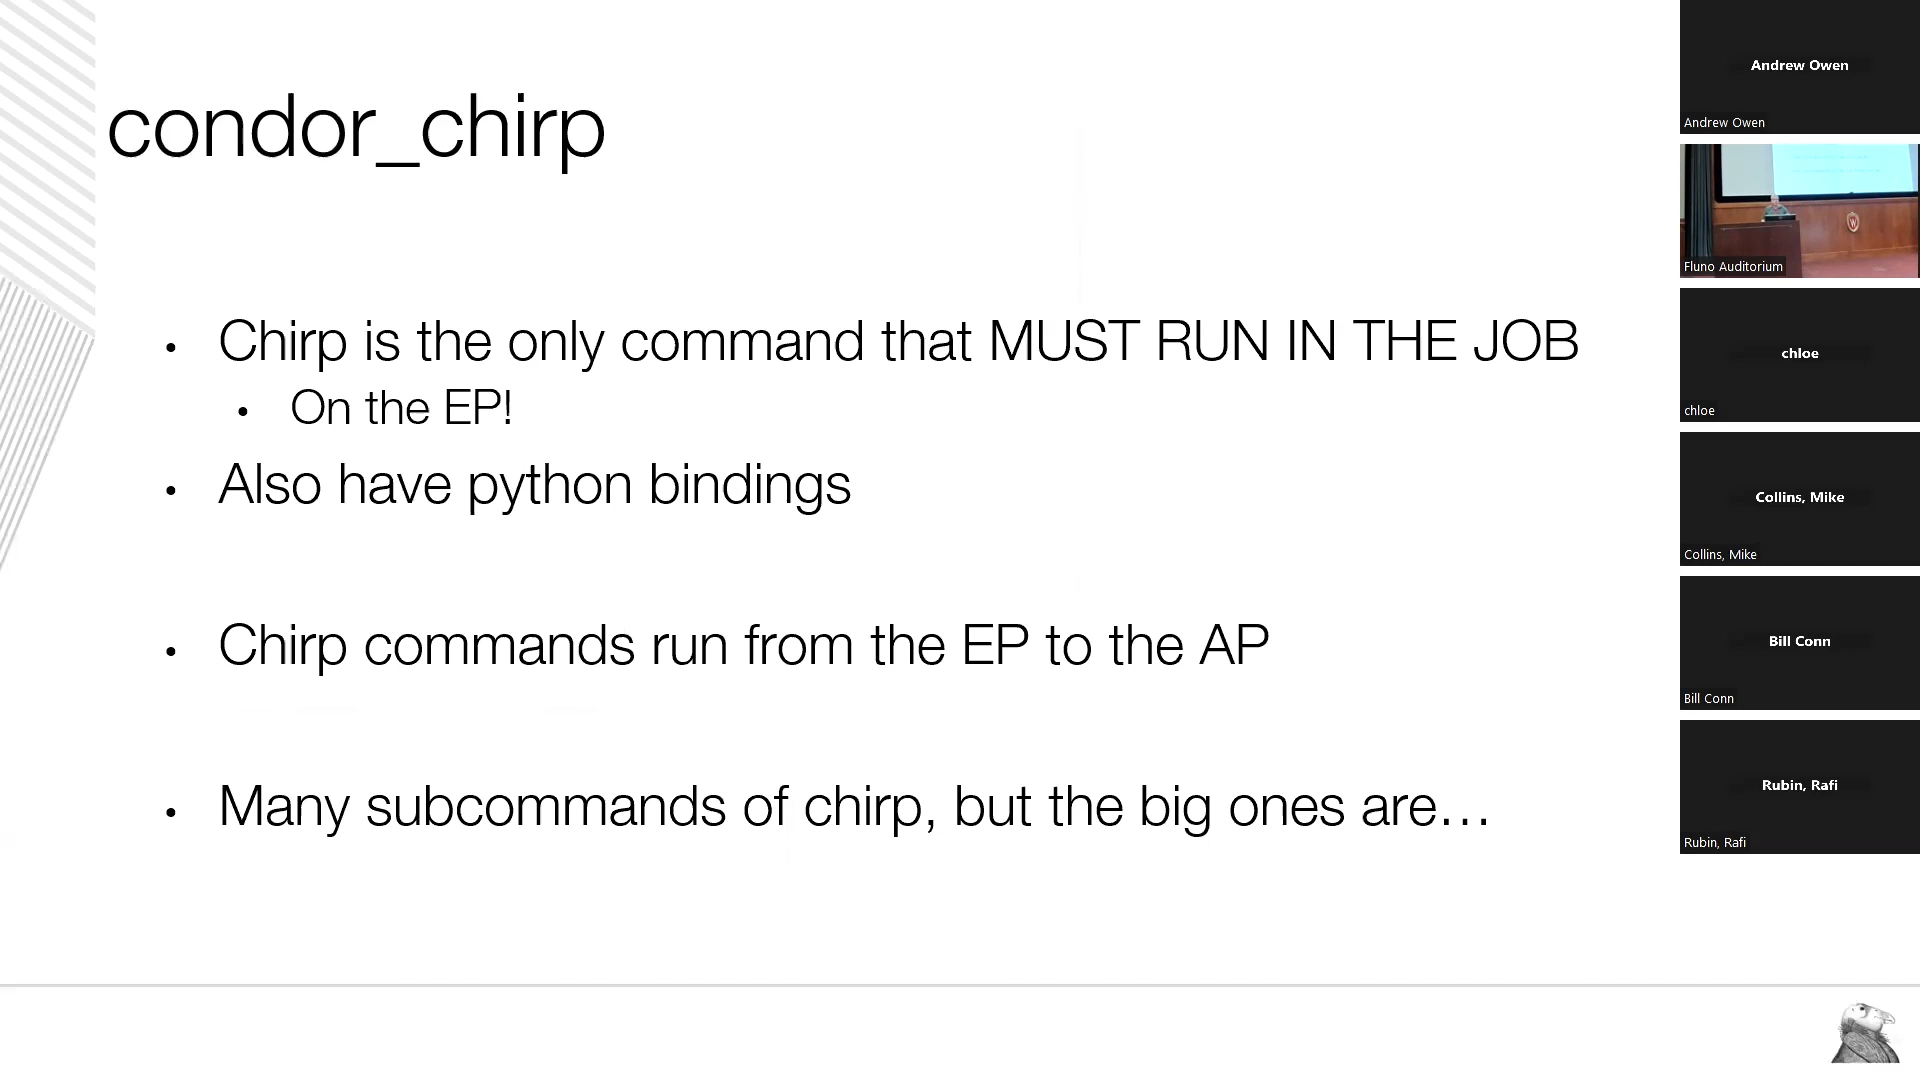 condor_chirp
• Chirp is the only command that MUST RUN IN THE JOB
• On the EP!
• Also have python bindings
• Chirp commands run from the EP to the AP
• Many subcommands of chirp, but the big ones are…
Andrew Owen
Andrew Owen
Fluno Auditorium
chloe
chloe
Collins, Mike
Collins, Mike
Bill Conn
Bill Conn
Rubin, Rafi
Rubin, Rafi